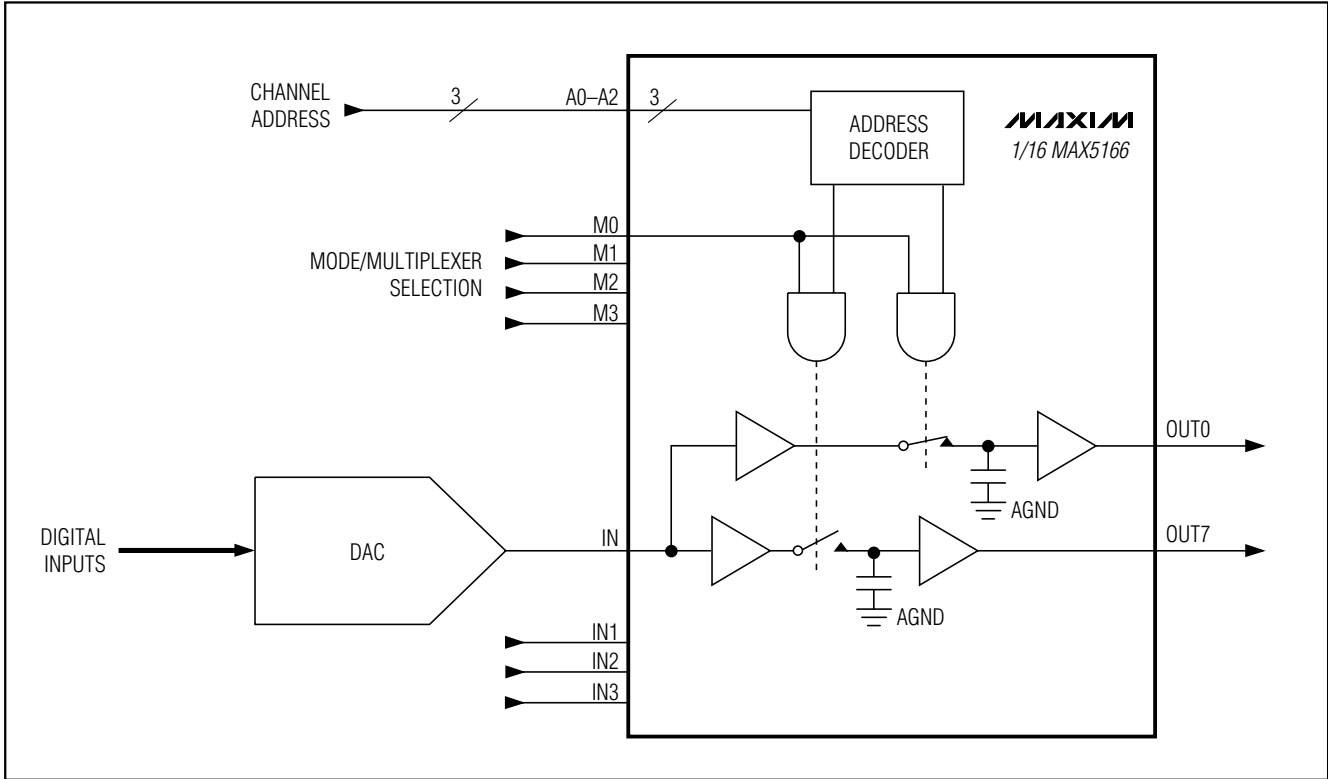 CHANNEL
ADDRESS
3
A0–A2
3
ADDRESS
DECODER
MAXIM
1/16 MAX5166
M0
M1
MODE/MULTIPLEXER
SELECTION
M2
M3
OUT0
AGND
DIGITAL
INPUTS
DAC
IN
OUT7
AGND
IN1
IN2
IN3